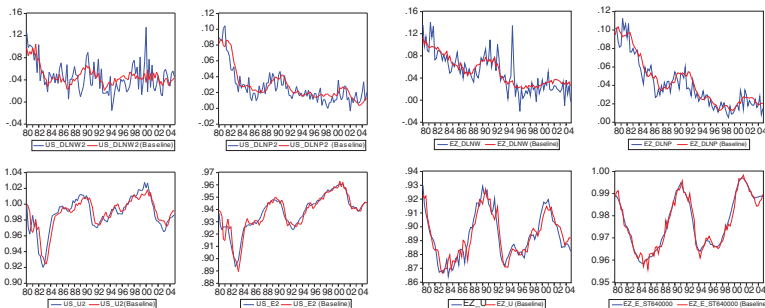 .16 .12 .16 .12
.12 .10 .12 .10
.08 .08 .08
.08 .06 .06
.04 .04 .04 .04
.00 .02 .00 .02
.00
-.04 -.02 -.04 .00
80 82 84 86 88 90 92 94 96 98 00 02 04 80 82 84 86 88 90 92 94 96 98 00 02 04 80 82 84 86 88 90 92 94 96 98 00 02 04 80 82 84 86 88 90 92 94 96 98 00 02 04
US_DLNW2 US_DLNW2 (Baseline) US_DLNP2 US_DLNP2 (Baseline) EZ_DLNW EZ_DLNW (Baseline) EZ_DLNP EZ_DLNP (Baseline)
1.04 .96 .94 1.00
1.02 .95 .93 .99
1.00 .94 .92
.98 .93 .91 .98
.96 .92 .90 .97
.94 .91 .89
.92 .90 .88 .96
.89 .87
0.90 .88 .86 .95
80 82 84 86 88 90 92 94 96 98 00 02 04 80 82 84 86 88 90 92 94 96 98 00 02 04 80 82 84 86 88 90 92 94 96 98 00 02 04 80 82 84 86 88 90 92 94 96 98 00 02 04
US_U2 US_U2(Baseline) US_E2 US_E2 (Baseline) EZ_U EZ_U (Baseline) EZ_E_ST640000 EZ_E_ST640000 (Baseline)